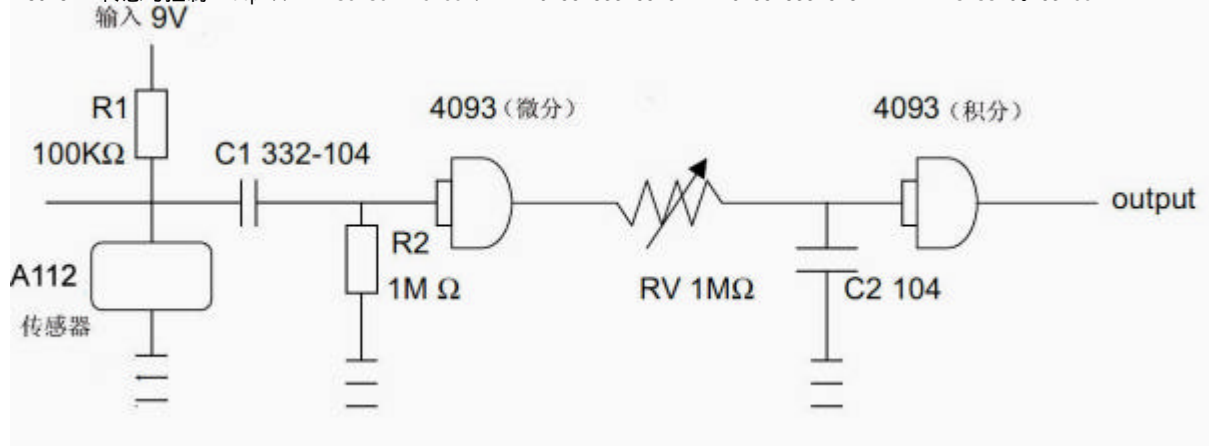 输入 9V
R1
100KΩ
C1 332-104
4093（微分）
4093（积分）
output
R2
1M Ω
RV 1MΩ
C2 104
A112
传感器